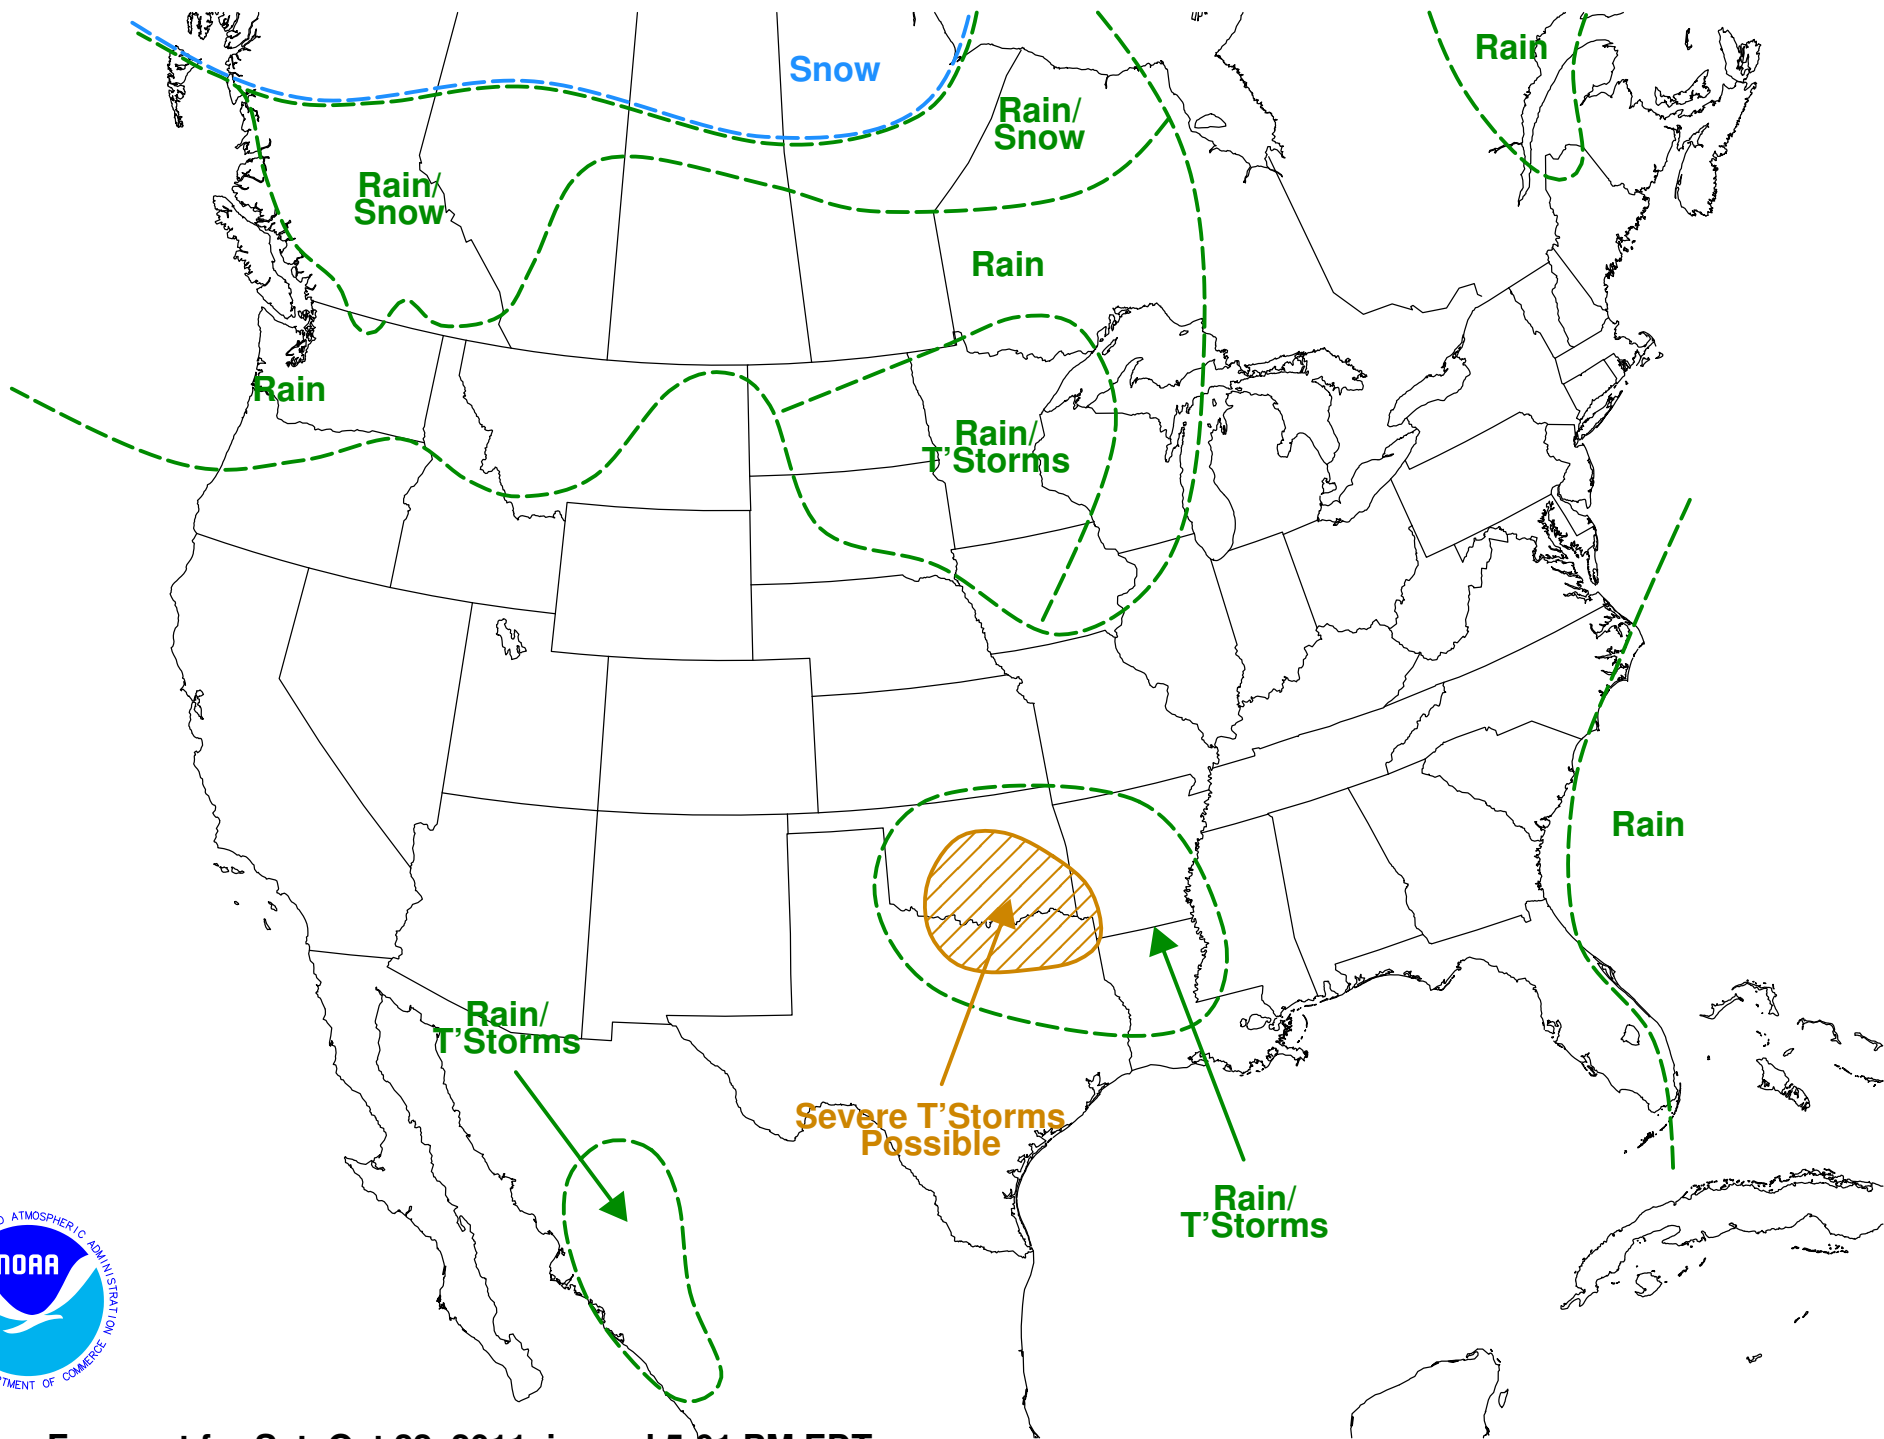 Snow
Rain
Rain/
Snow
Rain/
Snow
Rain
Rain
Rain/
T'Storms
Rain
Rain/
T'Storms
Severe T'Storms
Possible
Rain/
T'Storms
ATMOSPHERIC ADMINISTRATION
NOAA
OF COMMERCE